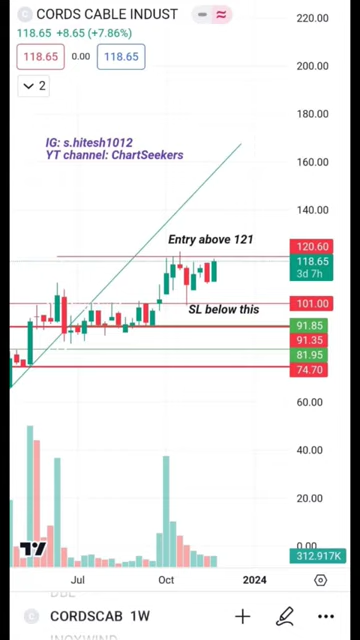 C CORDS CABLE INDUST
118.65 +8.65 (+7.86%)
118.65 0.00 118.65
2
IG: s.hitesh1012
YT channel: ChartSeekers
Entry above 121
SL below this
220.00
200.00
180.00
160.00
140.00
120.60
118.65
3d 7h
101.00
91.85
91.35
81.95
74.70
60.00
40.00
20.00
0.00
312.917K
Jul Oct 2024
C CORDSCAB 1W